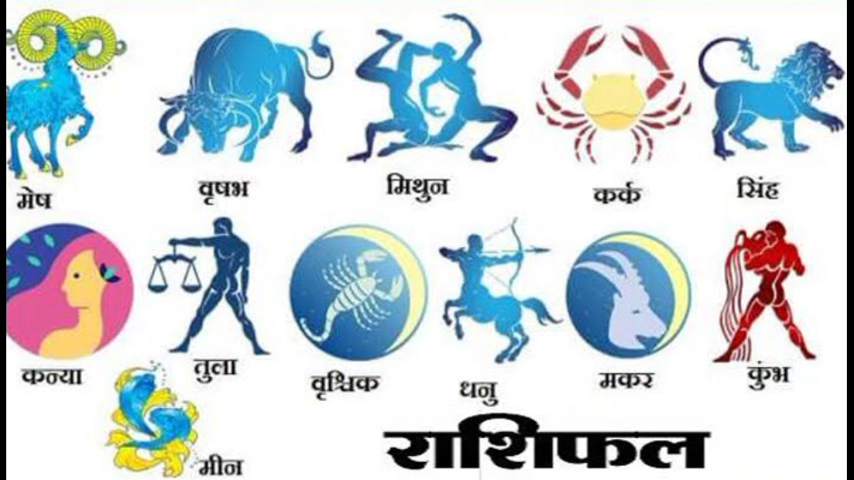 मेष
वृषभ
मिथुन
कर्क
सिंह
कन्या
तुला
वृश्चिक
धनु
मकर
कुंभ
मीन
राशिफल